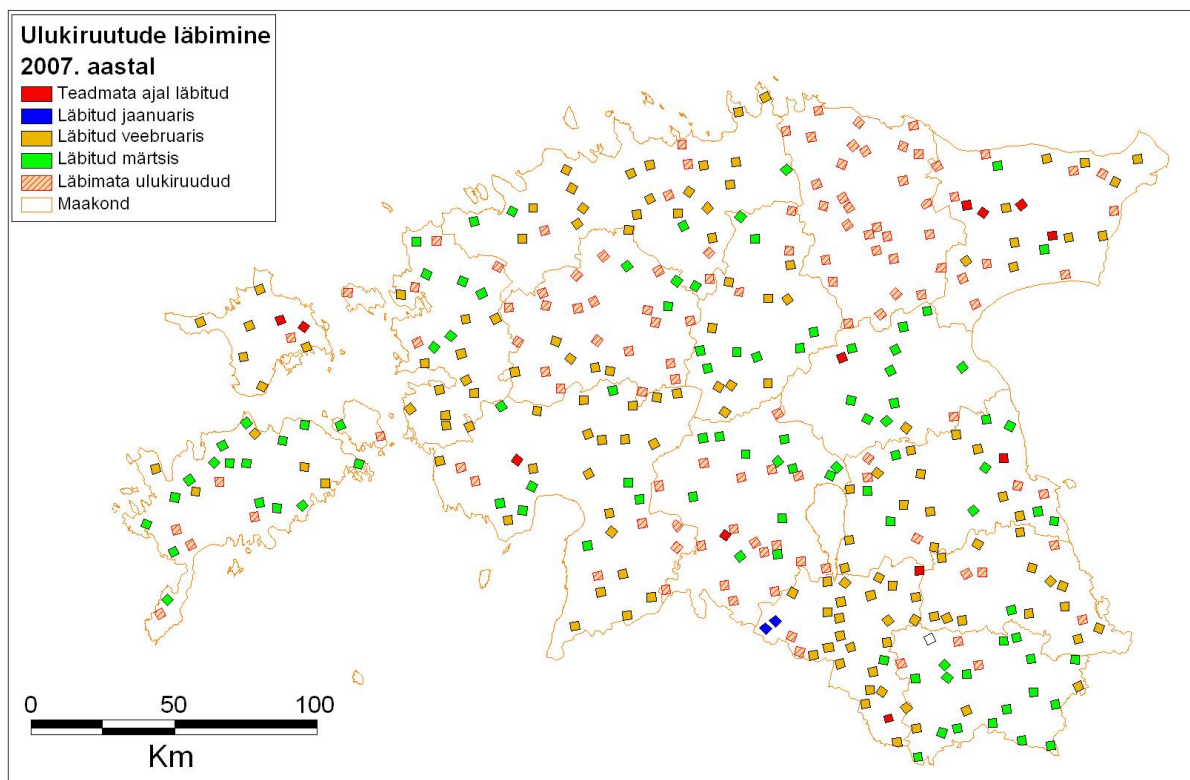 Ulukiruutude läbimine
2007. aastal
Teadmata ajal läbitud
Läbitud jaanuaris
Läbitud veebruaris
Läbitud märtsis
Läbimata ulukiruudud
Maakond
0 50 100
Km